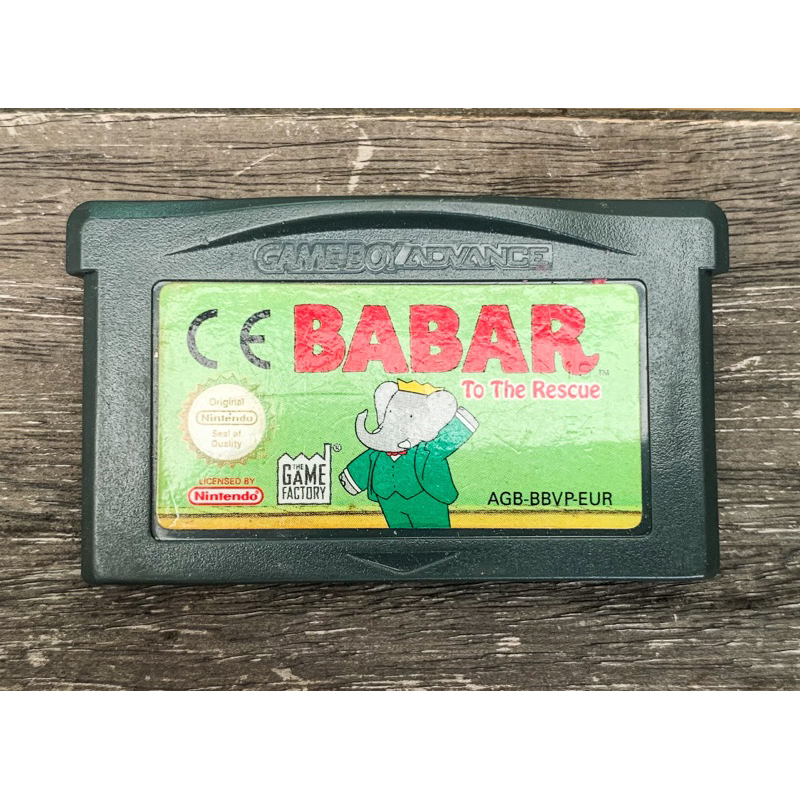 GAME BOY ADVANCE
CE BABAR™
To The Rescue
Original
Nintendo
Seal of
Quality
LICENSED BY
Nintendo®
THE
GAME
FACTORY®
AGB-BBVP-EUR